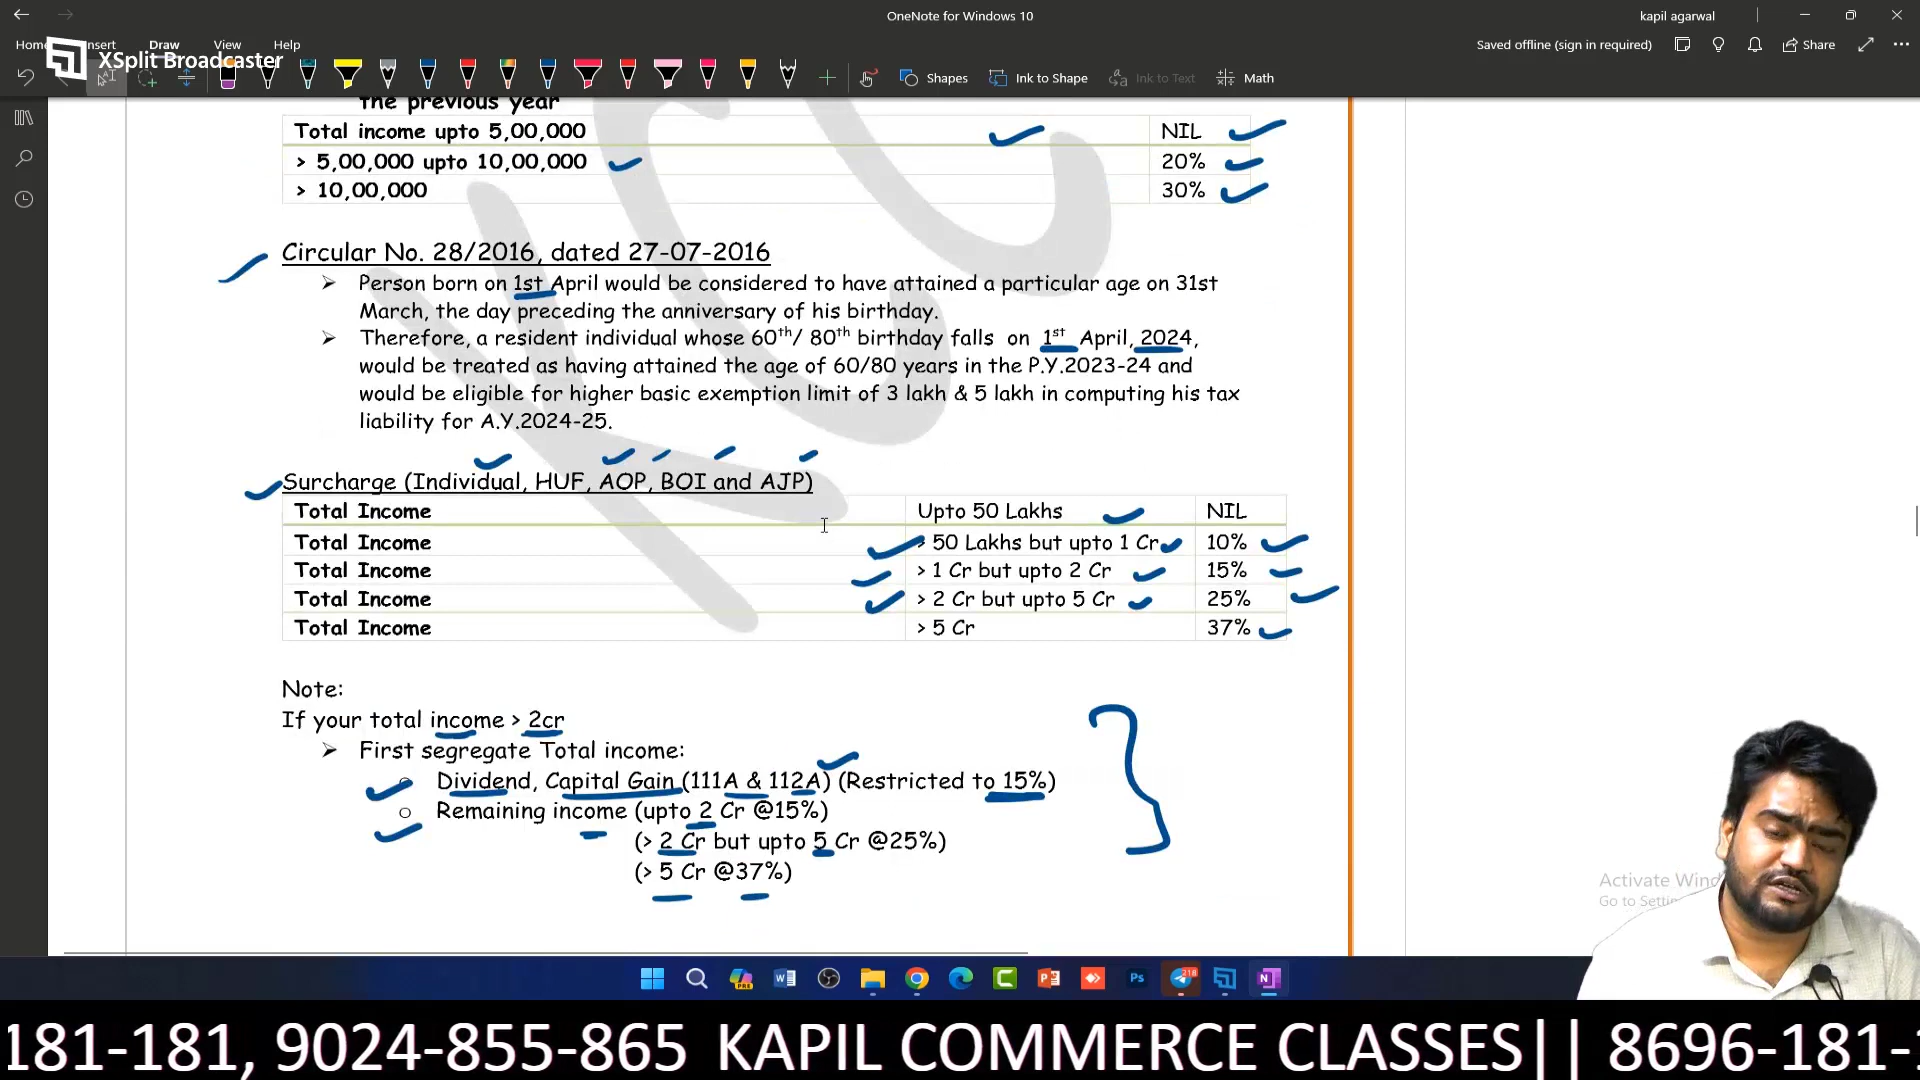 OneNote for Windows 10
kapil agarwal
Draw View Help
Saved offline (sign in required)
Share
XSplit Broadcaster
Shapes
Ink to Shape
Ink to Text
Math
the previous year
Total income upto 5,00,000 NIL
> 5,00,000 upto 10,00,000 20%
> 10,00,000 30%
Circular No. 28/2016, dated 27-07-2016
Person born on 1st April would be considered to have attained a particular age on 31st
March, the day preceding the anniversary of his birthday.
Therefore, a resident individual whose 60th/ 80th birthday falls on 1st April, 2024,
would be treated as having attained the age of 60/80 years in the P.Y.2023-24 and
would be eligible for higher basic exemption limit of 3 lakh & 5 lakh in computing his tax
liability for A.Y.2024-25.
Surcharge (Individual, HUF, AOP, BOI and AJP)
Total Income Upto 50 Lakhs NIL
Total Income > 50 Lakhs but upto 1 Cr 10%
Total Income > 1 Cr but upto 2 Cr 15%
Total Income > 2 Cr but upto 5 Cr 25%
Total Income > 5 Cr 37%
Note:
If your total income > 2cr
First segregate Total income:
Dividend, Capital Gain (111A & 112A) (Restricted to 15%)
Remaining income (upto 2 Cr @15%)
(> 2 Cr but upto 5 Cr @25%)
(> 5 Cr @37%)
Activate
Go to
181-181, 9024-855-865 KAPIL COMMERCE CLASSES|| 8696-181-